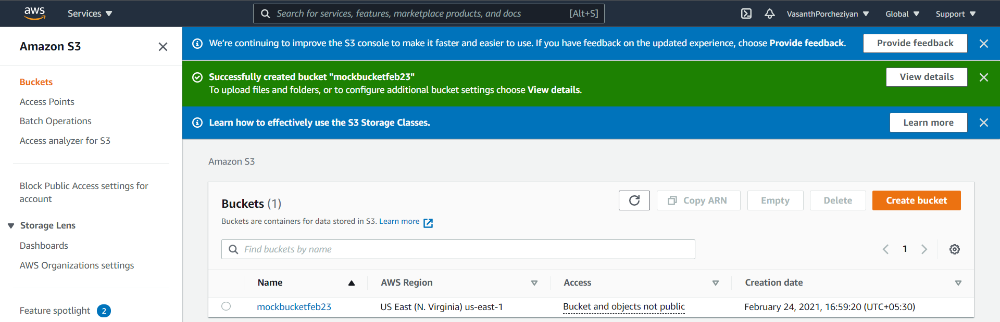 aws
Services
Search for services, features, marketplace products, and docs
[Alt+S]
VasanthPorcheziyan
Global
Support
Amazon S3
Buckets
Access Points
Batch Operations
Access analyzer for S3
Block Public Access settings for
account
Storage Lens
Dashboards
AWS Organizations settings
Feature spotlight 2
We're continuing to improve the S3 console to make it faster and easier to use. If you have feedback on the updated experience, choose Provide feedback.
Provide feedback
Successfully created bucket "mockbucketfeb23"
To upload files and folders, or to configure additional bucket settings choose View details.
View details
Learn how to effectively use the S3 Storage Classes.
Learn more
Amazon S3
Buckets (1)
Buckets are containers for data stored in S3. Learn more
Copy ARN
Empty
Delete
Create bucket
Find buckets by name
1
Name
AWS Region
Access
Creation date
mockbucketfeb23
US East (N. Virginia) us-east-1
Bucket and objects not public
February 24, 2021, 16:59:20 (UTC+05:30)